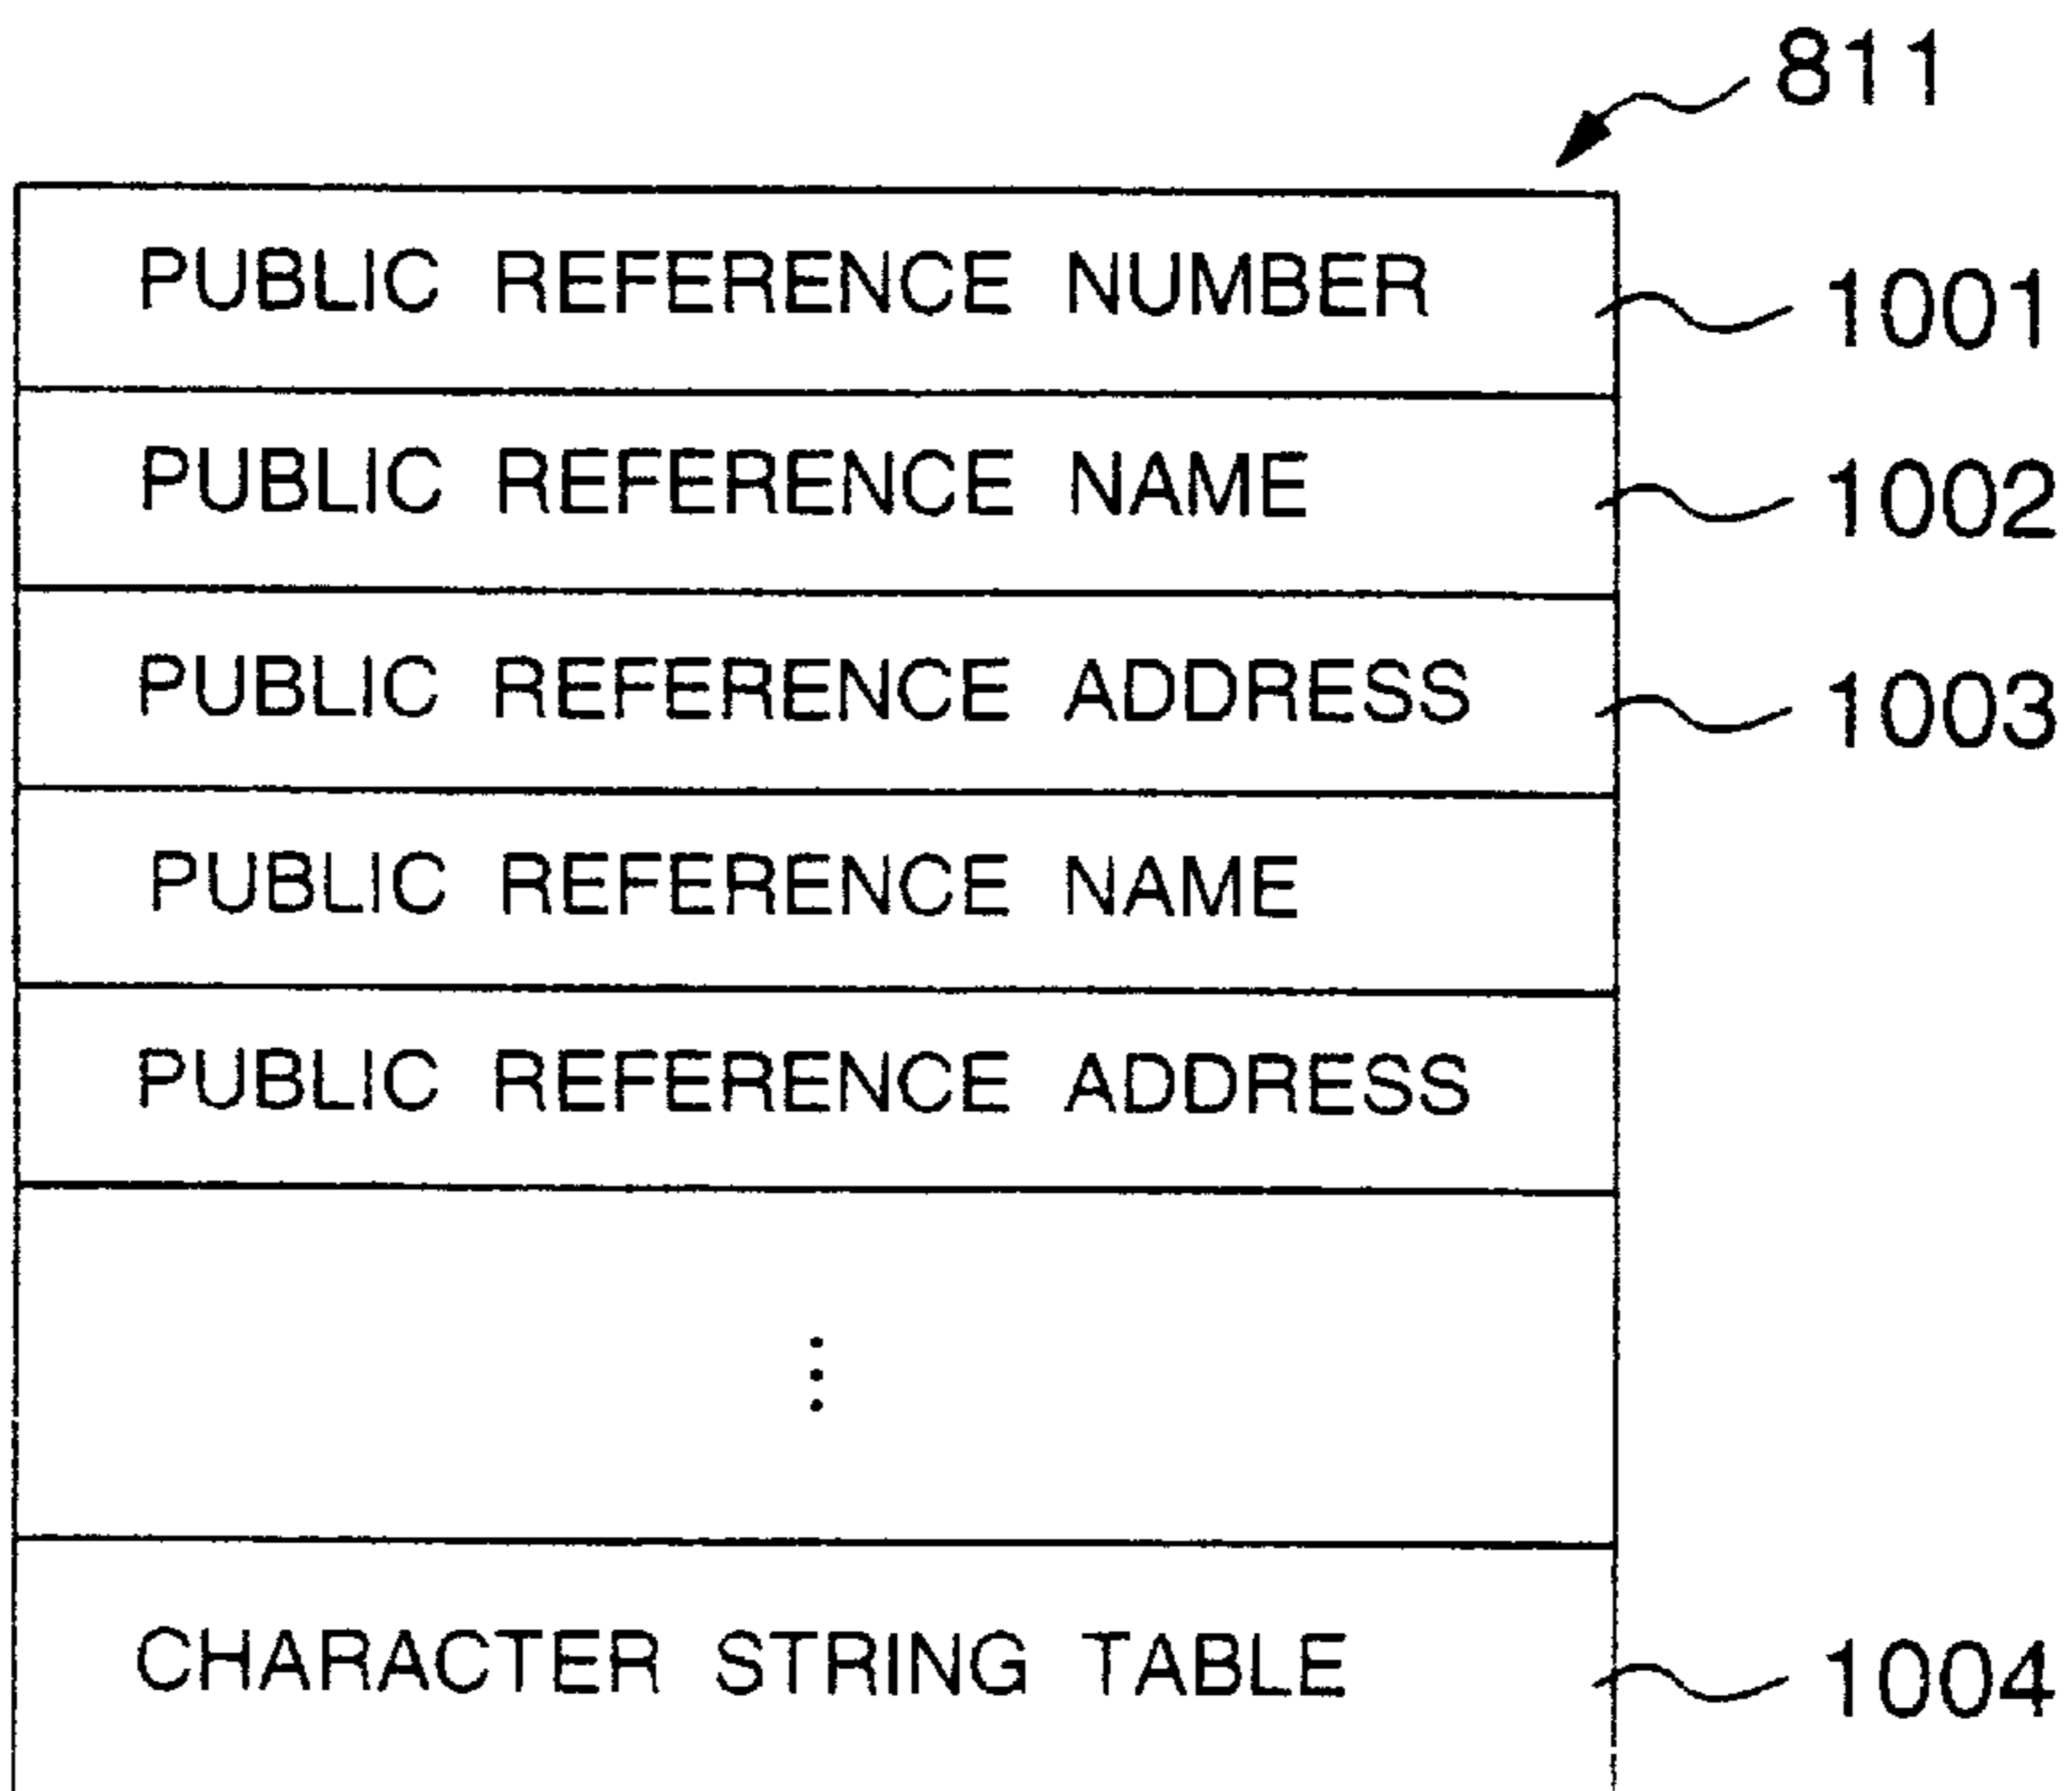 811
PUBLIC REFERENCE NUMBER 1001
PUBLIC REFERENCE NAME 1002
PUBLIC REFERENCE ADDRESS 1003
PUBLIC REFERENCE NAME
PUBLIC REFERENCE ADDRESS
⋮
CHARACTER STRING TABLE 1004